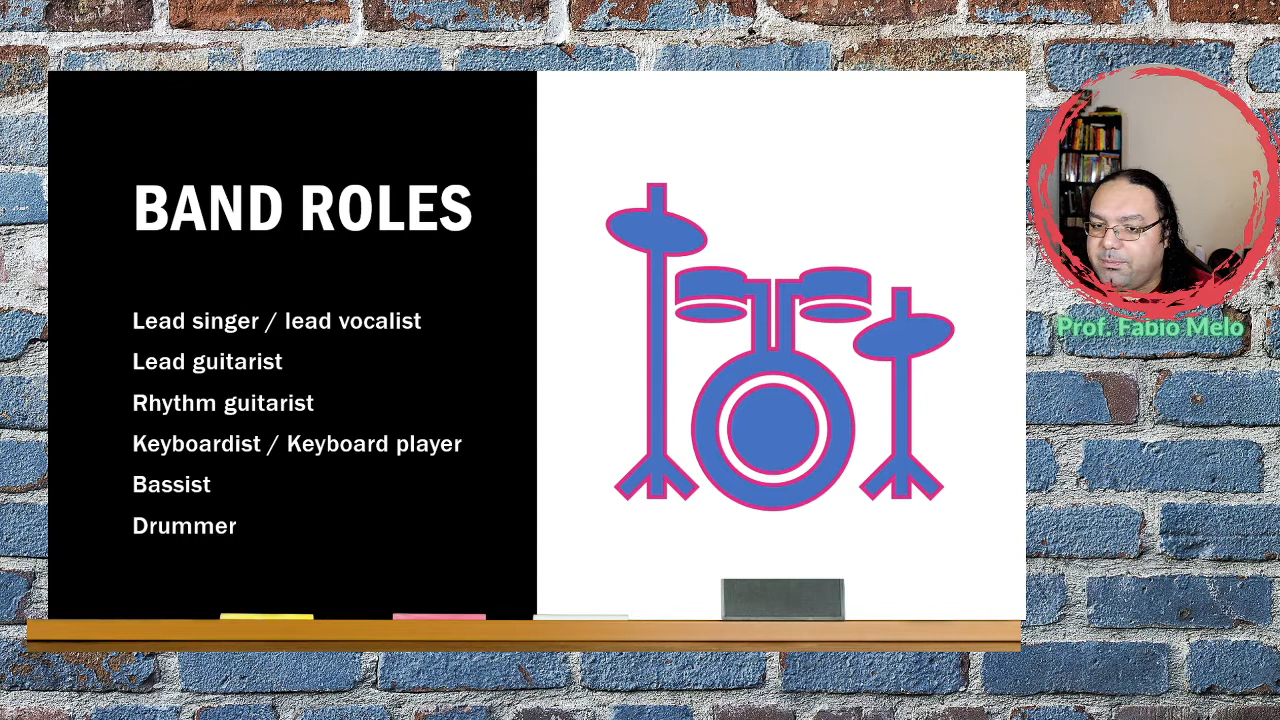 BAND ROLES
Lead singer / lead vocalist
Lead guitarist
Rhythm guitarist
Keyboardist / Keyboard player
Bassist
Drummer
Prof. Fabio Melo